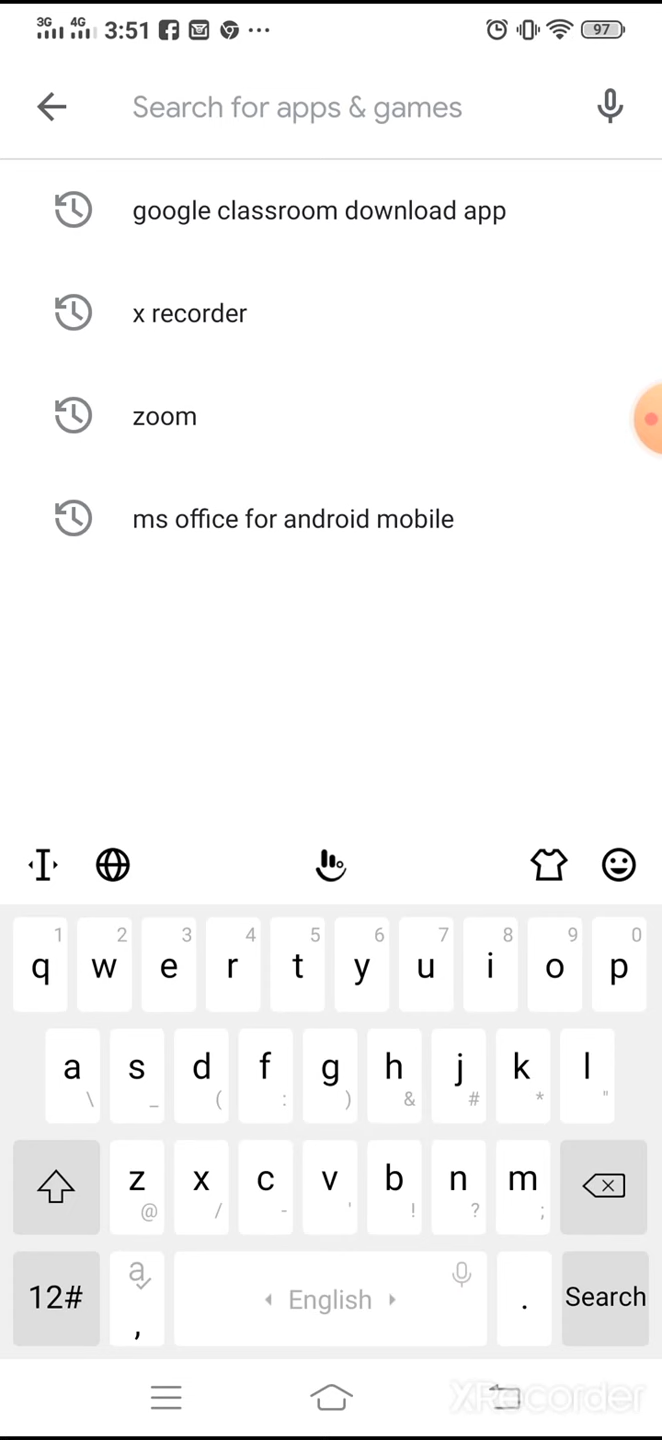 3G 4G 3:51 97
Search for apps & games
google classroom download app
x recorder
zoom
ms office for android mobile
1 2 3 4 5 6 7 8 9 0
q w e r t y u i o p
a s d f g h j k l
\ _ ( : ) & # * "
z x c v b n m
@ / - ' ! ? ;
12# a , English . Search
XRecorder